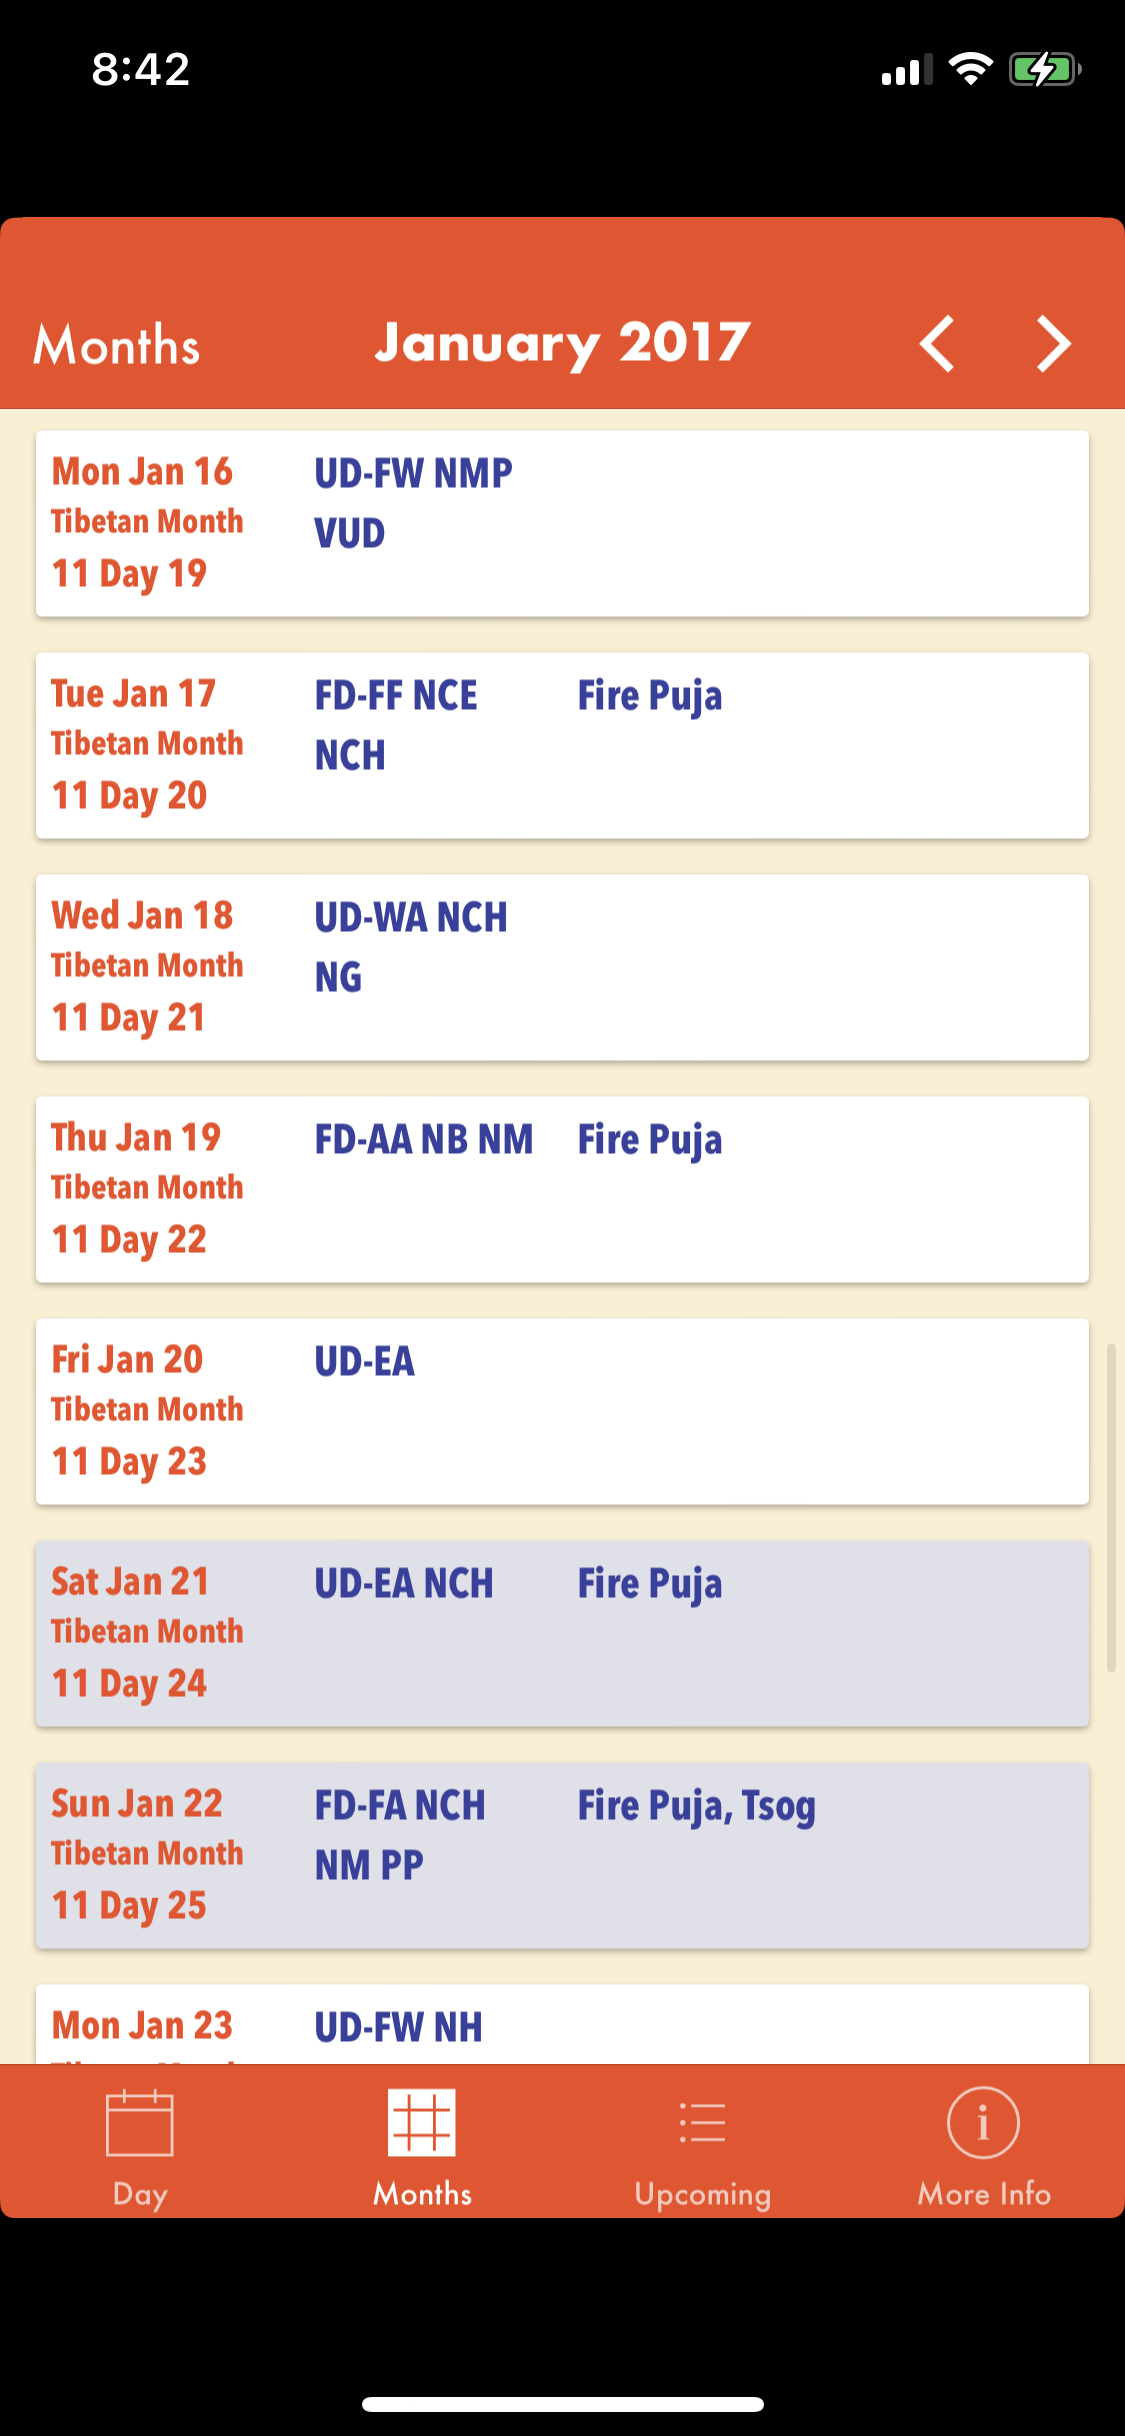 8:42
Months January 2017
Mon Jan 16 UD-FW NMP
Tibetan Month VUD
11 Day 19
Tue Jan 17 FD-FF NCE Fire Puja
Tibetan Month NCH
11 Day 20
Wed Jan 18 UD-WA NCH
Tibetan Month NG
11 Day 21
Thu Jan 19 FD-AA NB NM Fire Puja
Tibetan Month
11 Day 22
Fri Jan 20 UD-EA
Tibetan Month
11 Day 23
Sat Jan 21 UD-EA NCH Fire Puja
Tibetan Month
11 Day 24
Sun Jan 22 FD-FA NCH Fire Puja, Tsog
Tibetan Month NM PP
11 Day 25
Mon Jan 23 UD-FW NH
Day Months Upcoming More Info